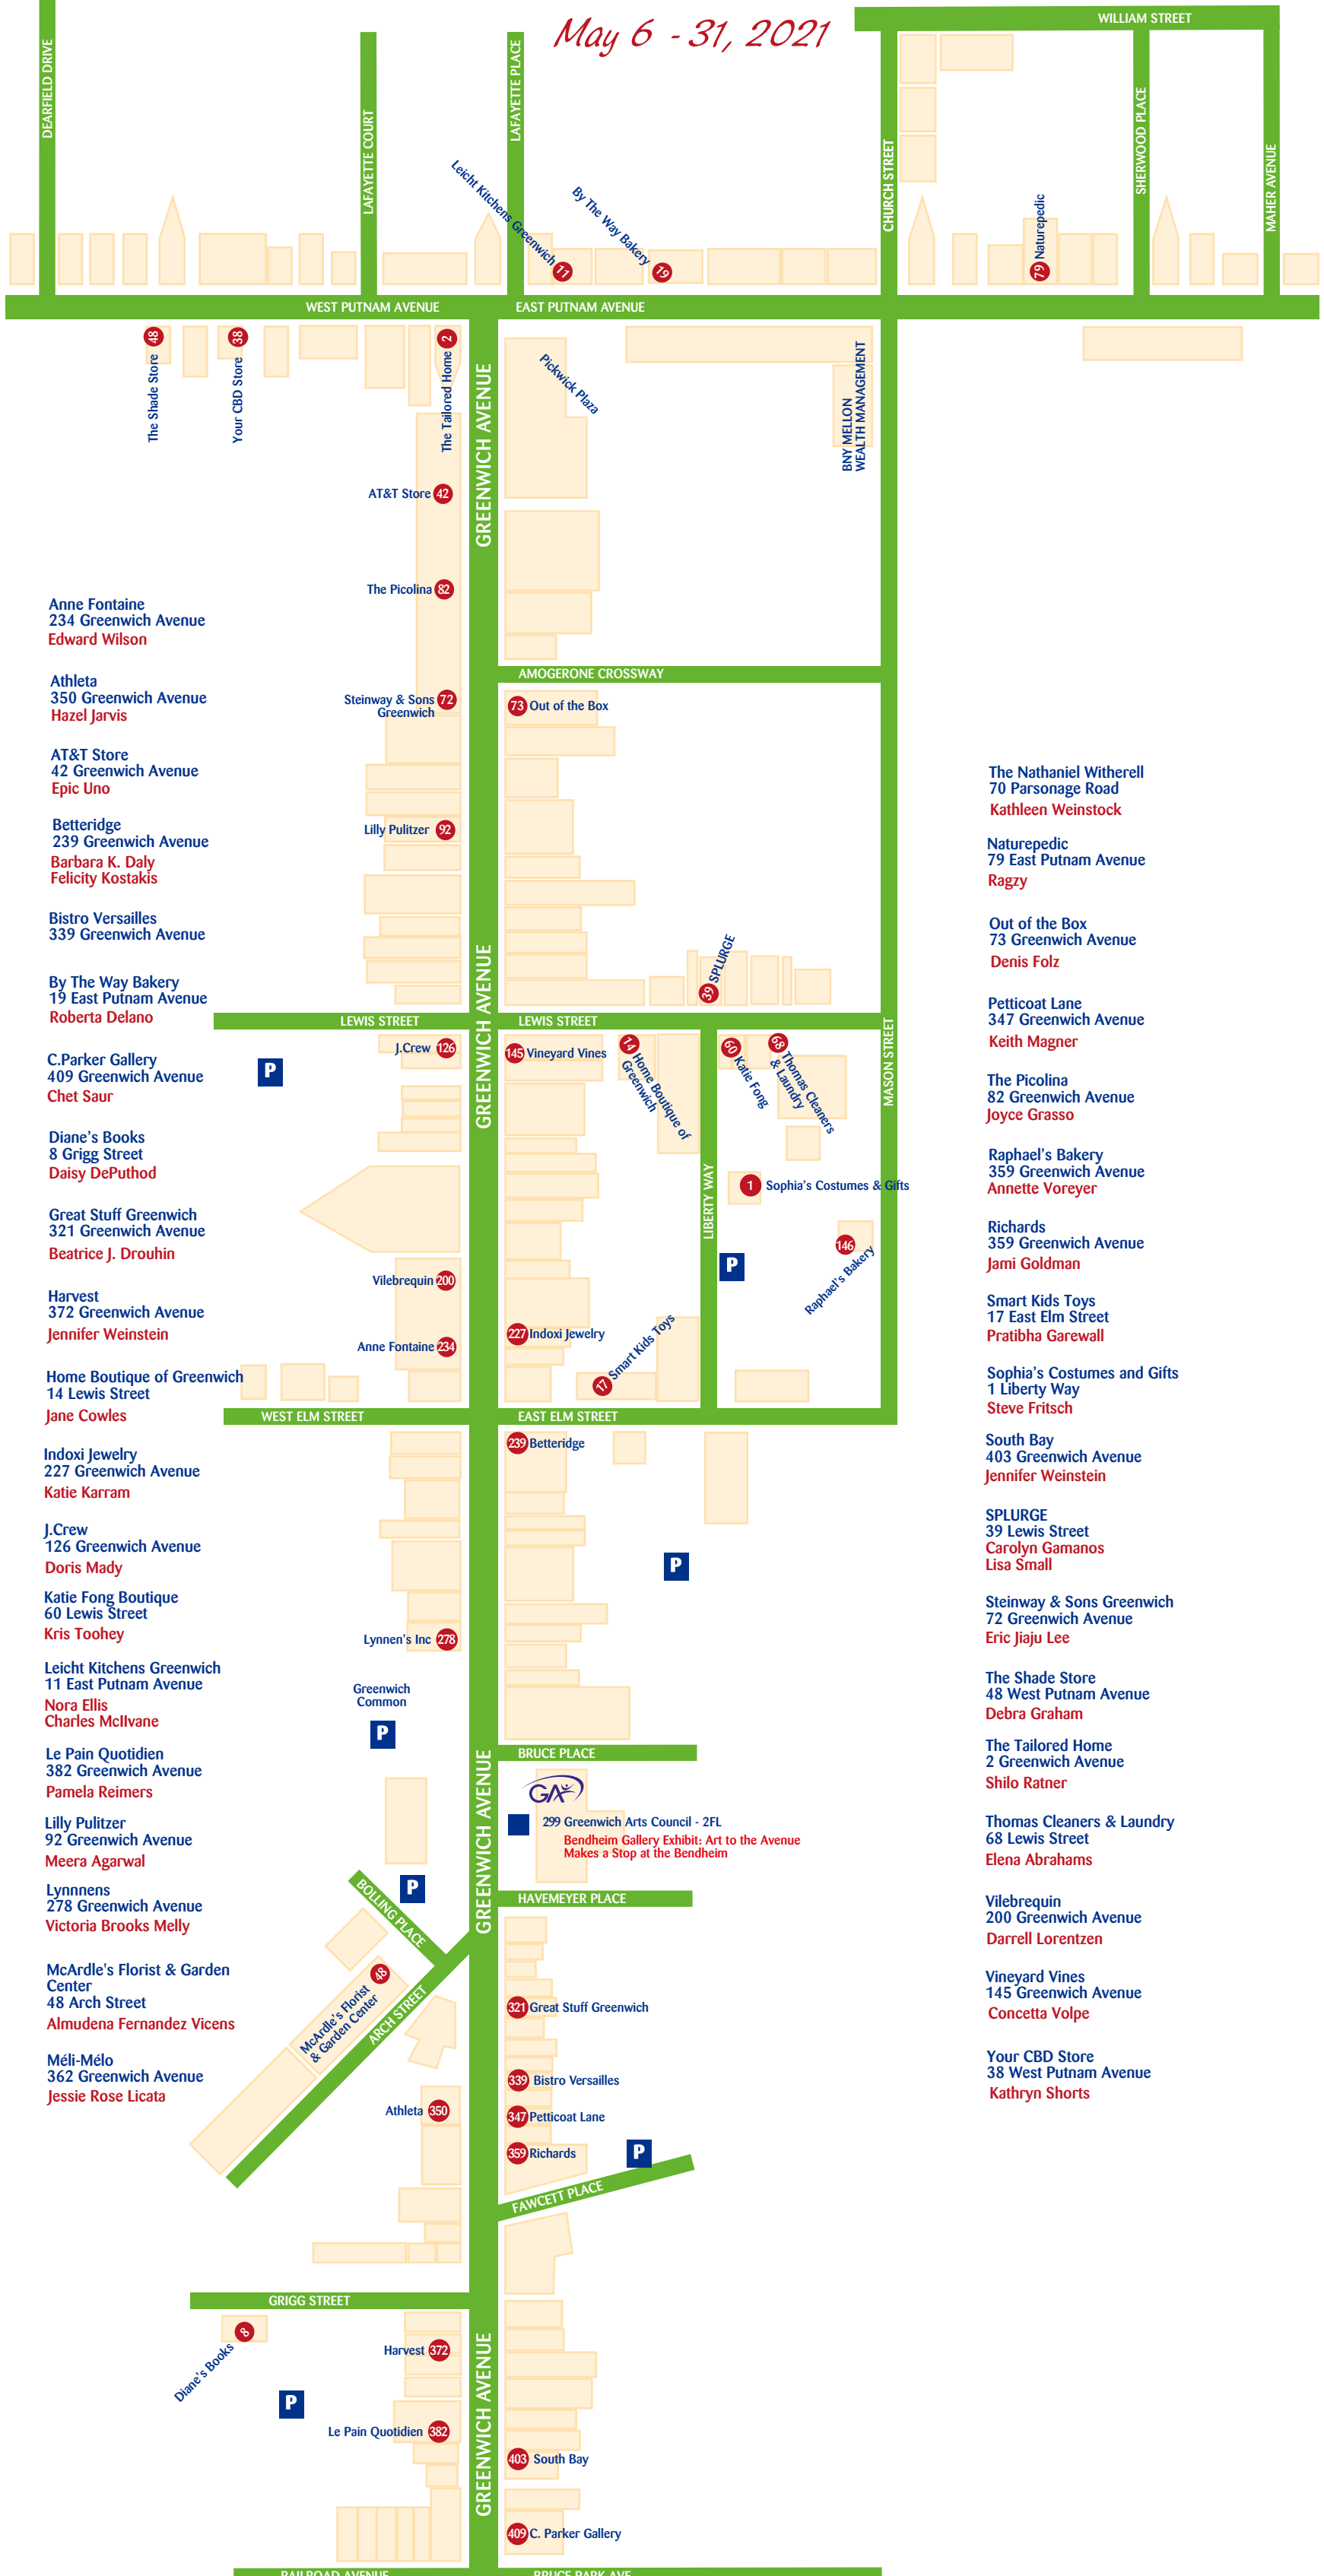 May 6 - 31, 2021
WILLIAM STREET
DEARFIELD DRIVE
LAFAYETTE COURT
LAFAYETTE PLACE
CHURCH STREET
SHERWOOD PLACE
MAHER AVENUE
Leicht Kitchens Greenwich
11
By The Way Bakery
19
79 Naturepedic
WEST PUTNAM AVENUE
EAST PUTNAM AVENUE
The Shade Store 48
Your CBD Store 38
The Tailored Home 2
GREENWICH AVENUE
Pickwick Plaza
BNY MELLON
WEALTH MANAGEMENT
AT&T Store 42
The Picolina 82
AMOGERONE CROSSWAY
Steinway & Sons 72
Greenwich
73 Out of the Box
Lilly Pulitzer 92
GREENWICH AVENUE
39 SPLURGE
LEWIS STREET
LEWIS STREET
MASON STREET
J.Crew 126
145 Vineyard Vines
14 Home Boutique of
Greenwich
60 Katie Fong
68 Thomas Cleaners
& Laundry
P
LIBERTY WAY
1 Sophia's Costumes & Gifts
146
Raphael's Bakery
P
Vilebrequin 200
Anne Fontaine 234
227 Indoxi Jewelry
17 Smart Kids Toys
WEST ELM STREET
EAST ELM STREET
239 Betteridge
P
Lynnen's Inc 278
Greenwich
Common
P
BRUCE PLACE
GREENWICH AVENUE
GAC
299 Greenwich Arts Council - 2FL
Bendheim Gallery Exhibit: Art to the Avenue
Makes a Stop at the Bendheim
P
BOLLING PLACE
HAVEMEYER PLACE
48
McArdle's Florist
& Garden Center
ARCH STREET
321 Great Stuff Greenwich
339 Bistro Versailles
Athleta 350
347 Petticoat Lane
359 Richards
P
FAWCETT PLACE
GRIGG STREET
8
Diane's Books
Harvest 372
P
GREENWICH AVENUE
Le Pain Quotidien 382
403 South Bay
409 C. Parker Gallery
RAILROAD AVENUE
BRUCE PARK AVE
Anne Fontaine
234 Greenwich Avenue
Edward Wilson
Athleta
350 Greenwich Avenue
Hazel Jarvis
AT&T Store
42 Greenwich Avenue
Epic Uno
Betteridge
239 Greenwich Avenue
Barbara K. Daly
Felicity Kostakis
Bistro Versailles
339 Greenwich Avenue
By The Way Bakery
19 East Putnam Avenue
Roberta Delano
C.Parker Gallery
409 Greenwich Avenue
Chet Saur
Diane's Books
8 Grigg Street
Daisy DePuthod
Great Stuff Greenwich
321 Greenwich Avenue
Beatrice J. Drouhin
Harvest
372 Greenwich Avenue
Jennifer Weinstein
Home Boutique of Greenwich
14 Lewis Street
Jane Cowles
Indoxi Jewelry
227 Greenwich Avenue
Katie Karram
J.Crew
126 Greenwich Avenue
Doris Mady
Katie Fong Boutique
60 Lewis Street
Kris Toohey
Leicht Kitchens Greenwich
11 East Putnam Avenue
Nora Ellis
Charles McIlvane
Le Pain Quotidien
382 Greenwich Avenue
Pamela Reimers
Lilly Pulitzer
92 Greenwich Avenue
Meera Agarwal
Lynnnens
278 Greenwich Avenue
Victoria Brooks Melly
McArdle's Florist & Garden
Center
48 Arch Street
Almudena Fernandez Vicens
Méli-Mélo
362 Greenwich Avenue
Jessie Rose Licata
The Nathaniel Witherell
70 Parsonage Road
Kathleen Weinstock
Naturepedic
79 East Putnam Avenue
Ragzy
Out of the Box
73 Greenwich Avenue
Denis Folz
Petticoat Lane
347 Greenwich Avenue
Keith Magner
The Picolina
82 Greenwich Avenue
Joyce Grasso
Raphael's Bakery
359 Greenwich Avenue
Annette Voreyer
Richards
359 Greenwich Avenue
Jami Goldman
Smart Kids Toys
17 East Elm Street
Pratibha Garewall
Sophia's Costumes and Gifts
1 Liberty Way
Steve Fritsch
South Bay
403 Greenwich Avenue
Jennifer Weinstein
SPLURGE
39 Lewis Street
Carolyn Gamanos
Lisa Small
Steinway & Sons Greenwich
72 Greenwich Avenue
Eric Jiaju Lee
The Shade Store
48 West Putnam Avenue
Debra Graham
The Tailored Home
2 Greenwich Avenue
Shilo Ratner
Thomas Cleaners & Laundry
68 Lewis Street
Elena Abrahams
Vilebrequin
200 Greenwich Avenue
Darrell Lorentzen
Vineyard Vines
145 Greenwich Avenue
Concetta Volpe
Your CBD Store
38 West Putnam Avenue
Kathryn Shorts